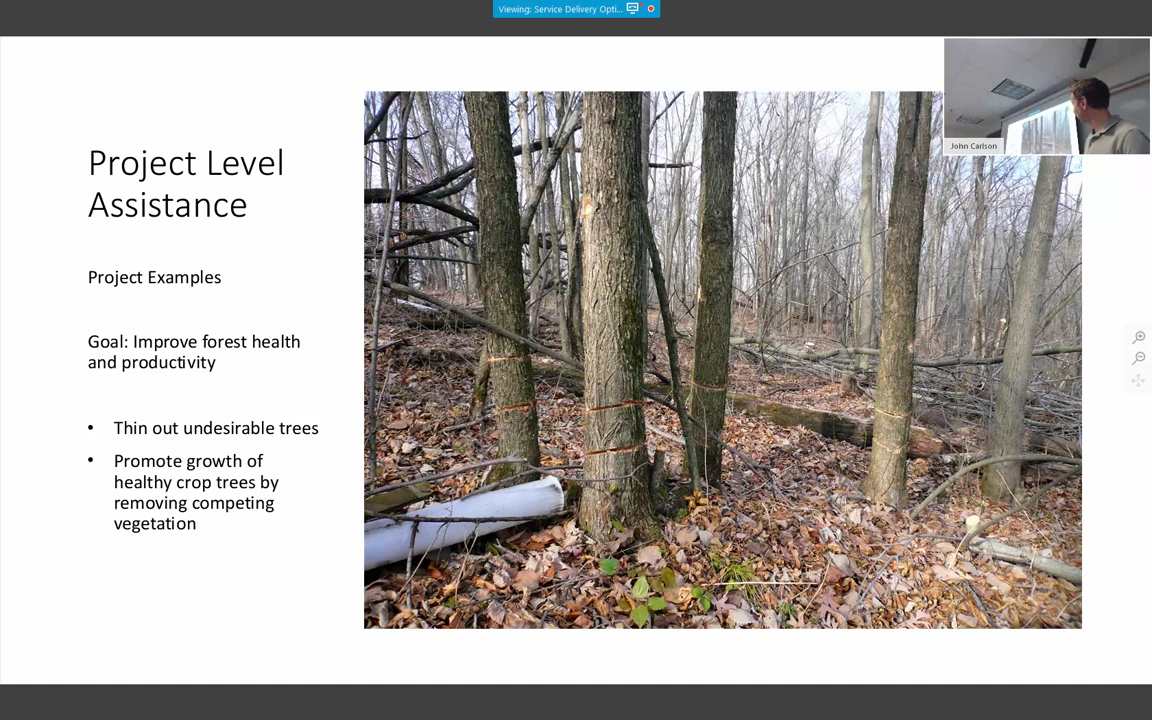 Viewing: Service Delivery Opti...
John Carlson
Project Level
Assistance
Project Examples
Goal: Improve forest health
and productivity
• Thin out undesirable trees
• Promote growth of
healthy crop trees by
removing competing
vegetation